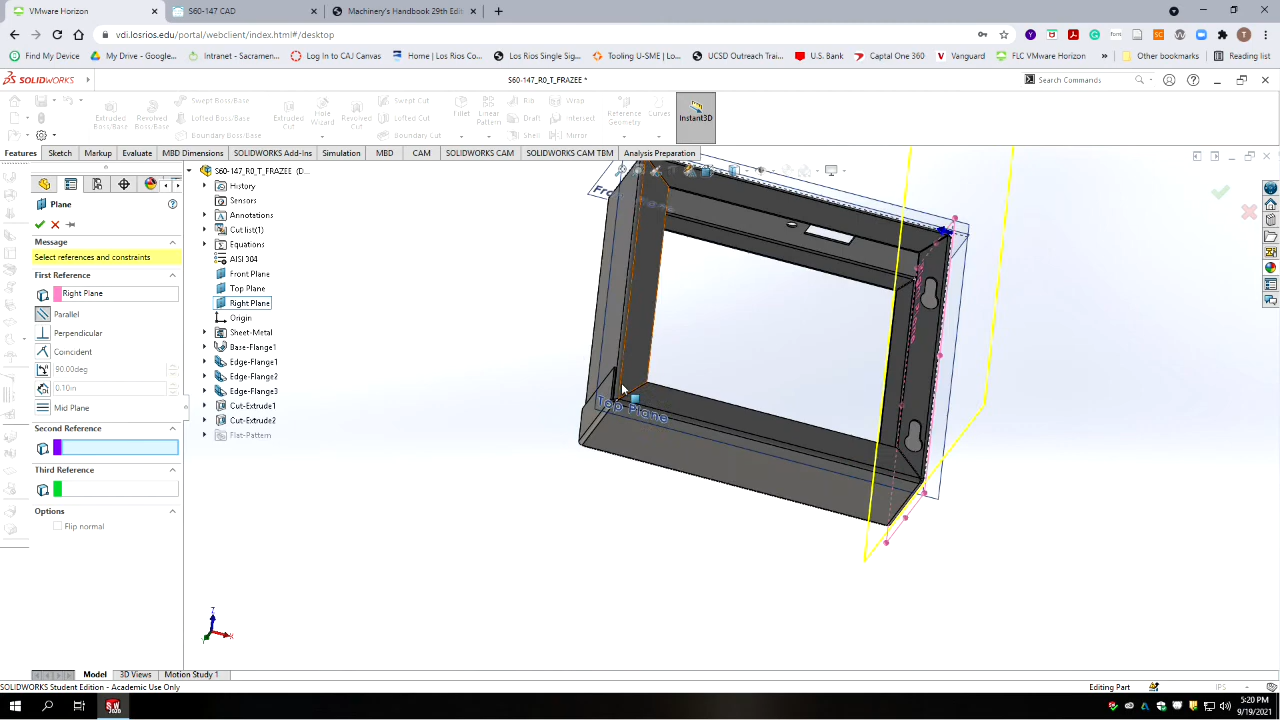 VMware Horizon
S60-147 CAD
Machinery's Handbook 29th Editi
vdi.losrios.edu/portal/webclient/index.html#/desktop
Find My Device
My Drive - Google...
Intranet - Sacramen...
Log into CAJ Canvas
Home | Los Rios Co...
Los Rios Single Sig...
Tooling U-SME | Lo...
UCSD Outreach Trai...
U.S. Bank
Captal One 360
Vanguard
FLC VMware Horizon
Other bookmarks
Reading list
SOLIDWORKS
S60-147_R0_T_FRAZEE *
Search Commands
Extruded Boss/Base
Revolved Boss/Base
Swept Boss/Base
Lofted Boss/Base
Boundary Boss/Base
Extruded Cut
Hole Wizard
Revolved Cut
Swept Cut
Lofted Cut
Boundary Cut
Fillet
Linear Pattern
Rib
Draft
Shell
Wrap
Intersect
Mirror
Reference Geometry
Curves
Instant3D
Features
Sketch
Markup
Evaluate
MBD Dimensions
SOLIDWORKS Add-Ins
Simulation
MBD
CAM
SOLIDWORKS CAM
SOLIDWORKS CAM TBM
Analysis Preparation
Plane
Message
Select references and constraints
First Reference
Right Plane
Parallel
Perpendicular
Coincident
90.00deg
0.10in
Mid Plane
Second Reference
Third Reference
Options
Flip normal
S60-147_R0_T_FRAZEE (D...
History
Sensors
Annotations
Cut list(1)
Equations
AISI 304
Front Plane
Top Plane
Right Plane
Origin
Sheet-Metal
Base-Flange1
Edge-Flange1
Edge-Flange2
Edge-Flange3
Cut-Extrude1
Cut-Extrude2
Flat-Pattern
Top Plane
Model
3D Views
Motion Study 1
SOLIDWORKS Student Edition - Academic Use Only
Editing Part
IPS
5:20 PM
9/19/2021